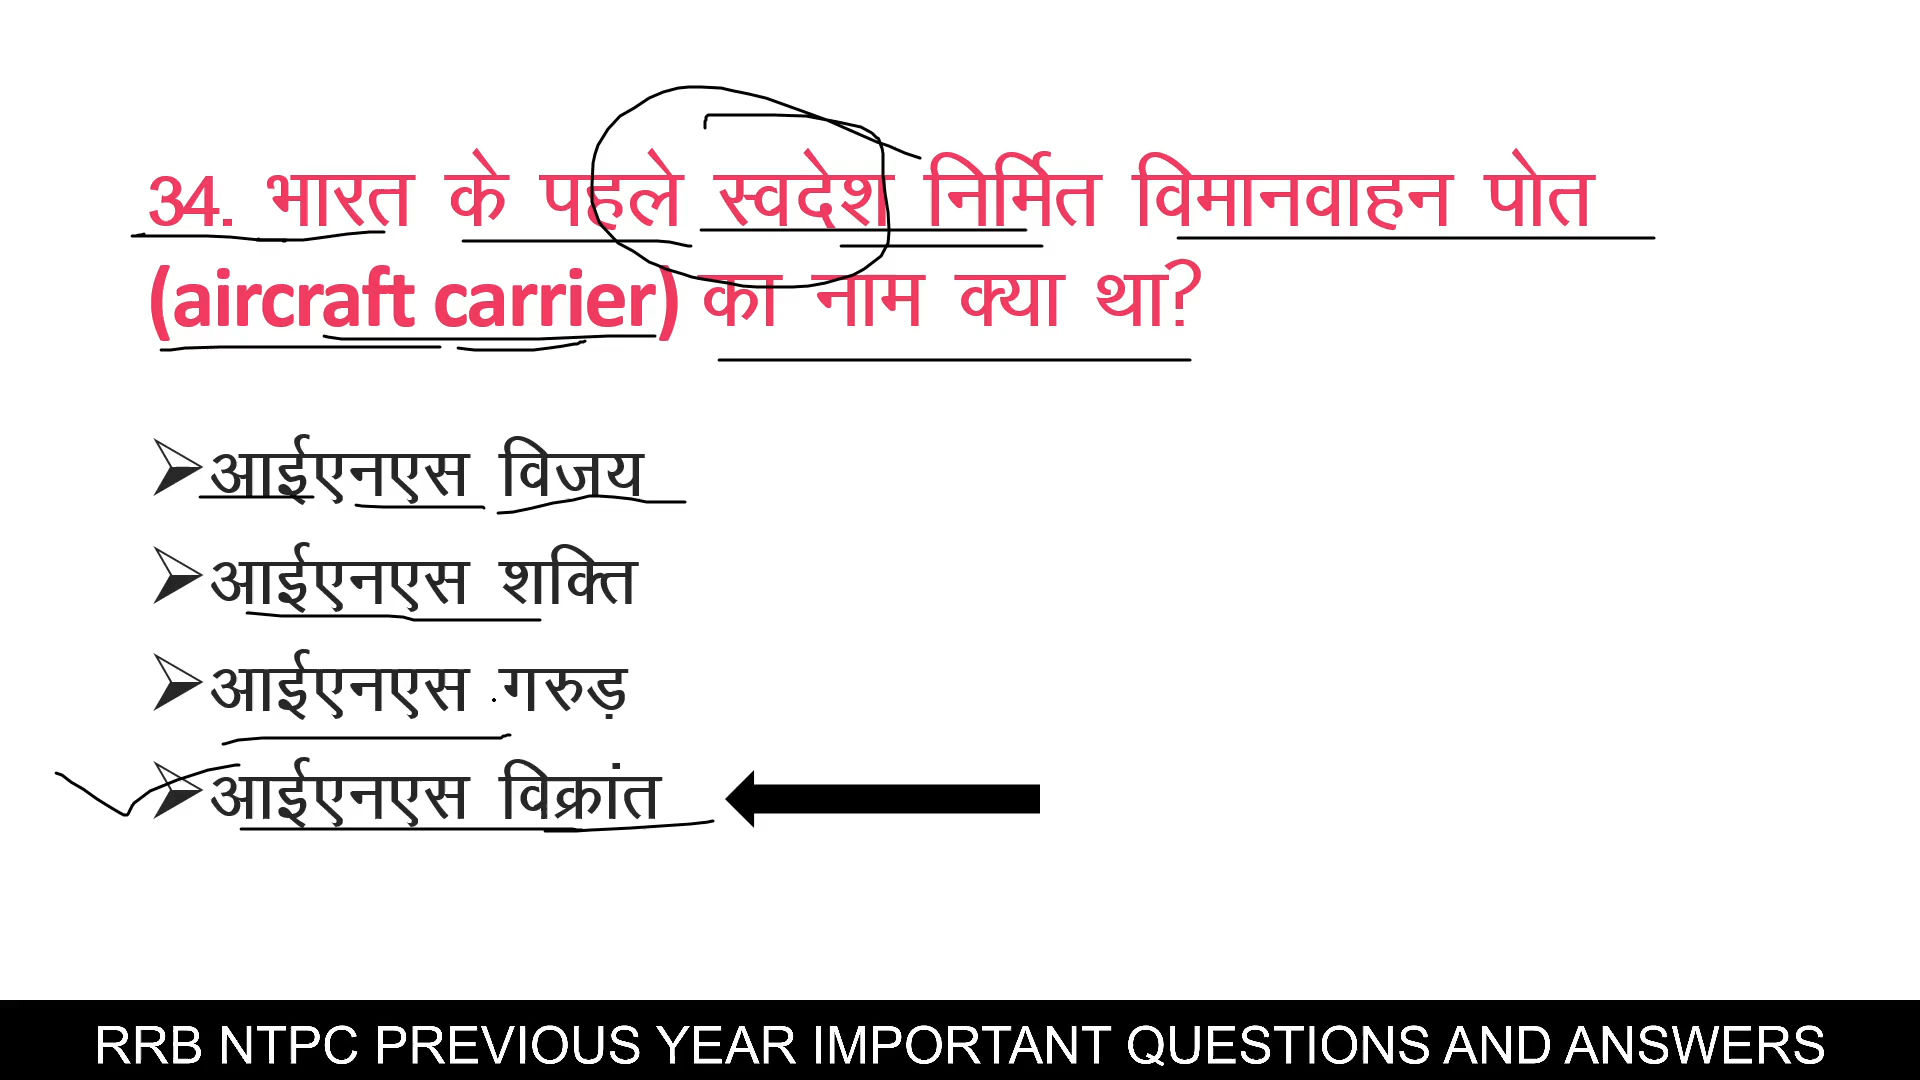 34. भारत के पहले स्वदेश निर्मित विमानवाहन पोत
(aircraft carrier) का नाम क्या था?
आईएनएस विजय
आईएनएस शक्ति
आईएनएस गरुड़
आईएनएस विक्रांत
RRB NTPC PREVIOUS YEAR IMPORTANT QUESTIONS AND ANSWERS